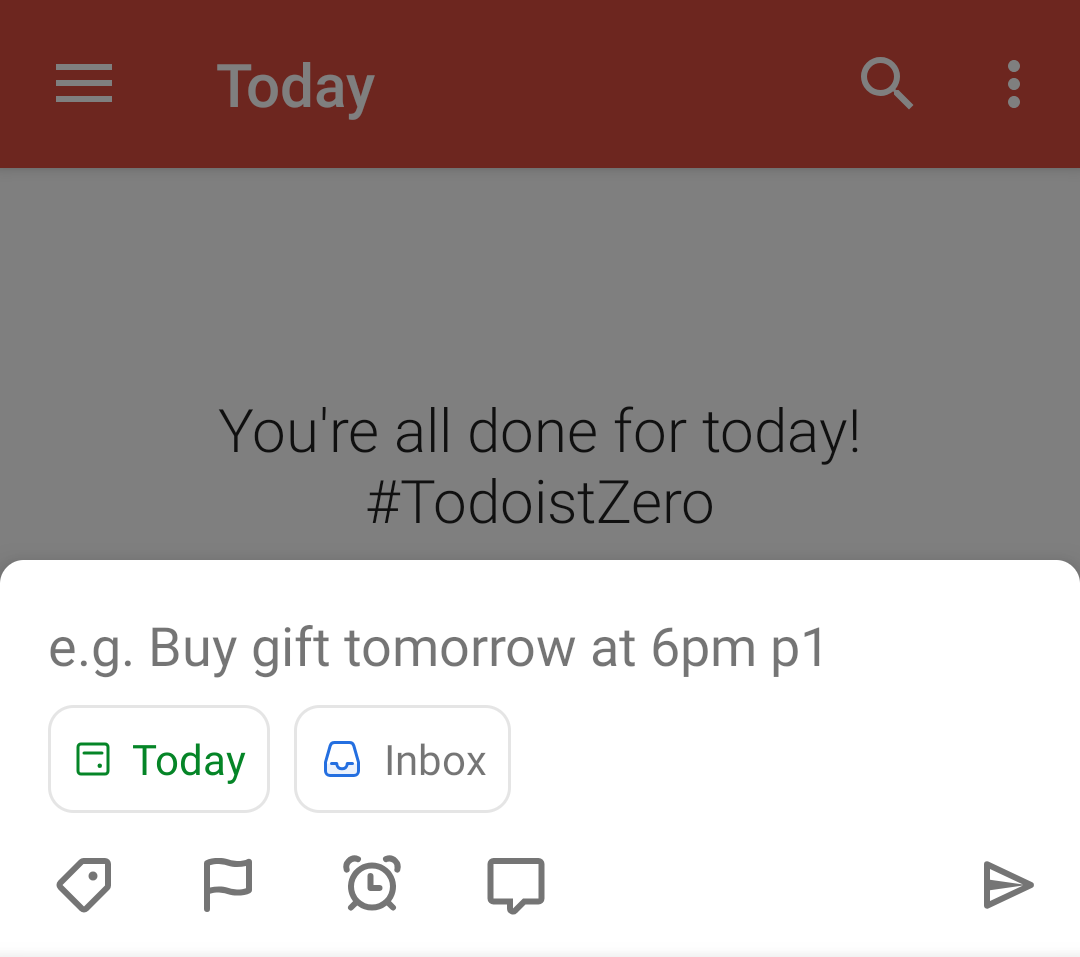 Today
You're all done for today!
#TodoistZero
e.g. Buy gift tomorrow at 6pm p1
Today
Inbox